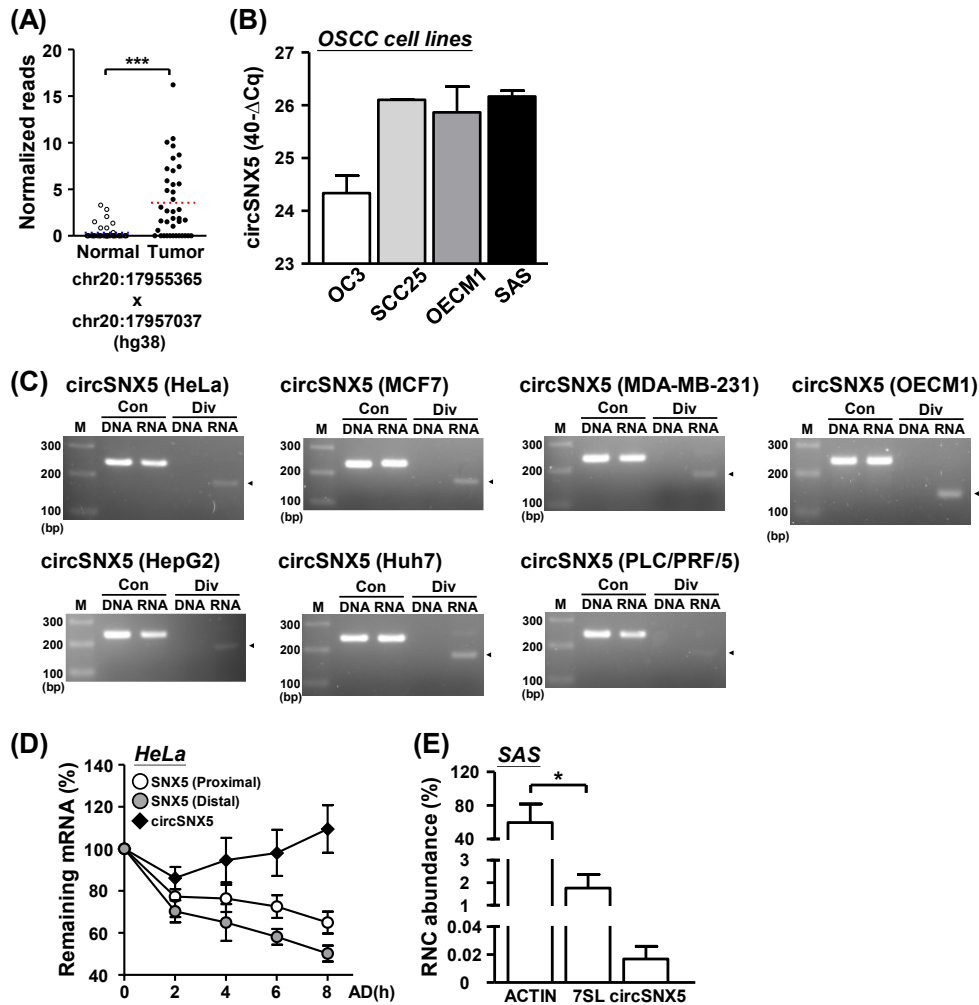 (A)
Normalized reads
20
15
10
5
0
***
Normal Tumor
chr20:17955365
x
chr20:17957037
(hg38)
(B)
OSCC cell lines
circSNX5 (40-ΔCq)
27
26
25
24
23
OC3
SCC25
OECM1
SAS
(C)
circSNX5 (HeLa)
Con Div
M DNA RNA DNA RNA
300
200
100
(bp)
circSNX5 (MCF7)
Con Div
M DNA RNA DNA RNA
300
200
100
(bp)
circSNX5 (MDA-MB-231)
Con Div
M DNA RNA DNA RNA
300
200
100
(bp)
circSNX5 (OECM1)
Con Div
M DNA RNA DNA RNA
300
200
100
(bp)
circSNX5 (HepG2)
Con Div
M DNA RNA DNA RNA
300
200
100
(bp)
circSNX5 (Huh7)
Con Div
M DNA RNA DNA RNA
300
200
100
(bp)
circSNX5 (PLC/PRF/5)
Con Div
M DNA RNA DNA RNA
300
200
100
(bp)
(D)
HeLa
Remaining mRNA (%)
140
120
100
80
60
40
SNX5 (Proximal)
SNX5 (Distal)
circSNX5
0 2 4 6 8 AD(h)
(E)
SAS
RNC abundance (%)
120
80
40
3
2
1
0.04
0.02
0
*
ACTIN 7SL circSNX5